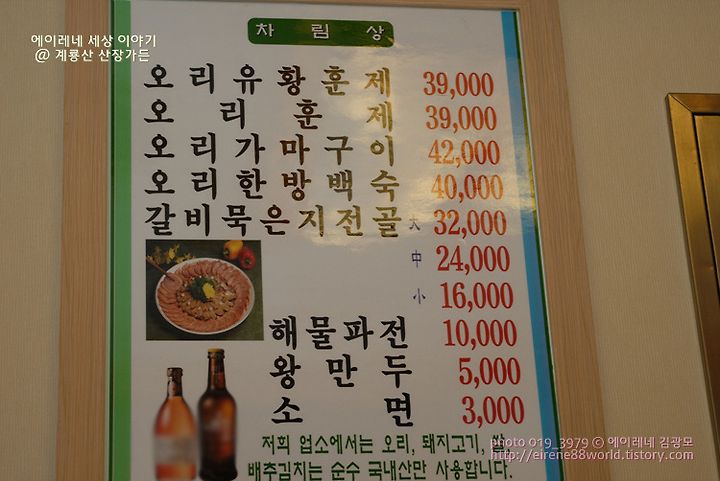 에이레네 세상 이야기
@ 계룡산 산장가든
차림상
오리유황훈제 39,000
오리훈제 39,000
오리가마구이 42,000
오리한방백숙 40,000
갈비묵은지전골 大 32,000
中 24,000
小 16,000
해물파전 10,000
왕만두 5,000
소면 3,000
저희 업소에서는 오리, 돼지고기, 쌀,
배추김치는 순수 국내산만 사용합니다.
photo 019_3979 © 에이레네 김광모
http://eirene88world.tistory.com